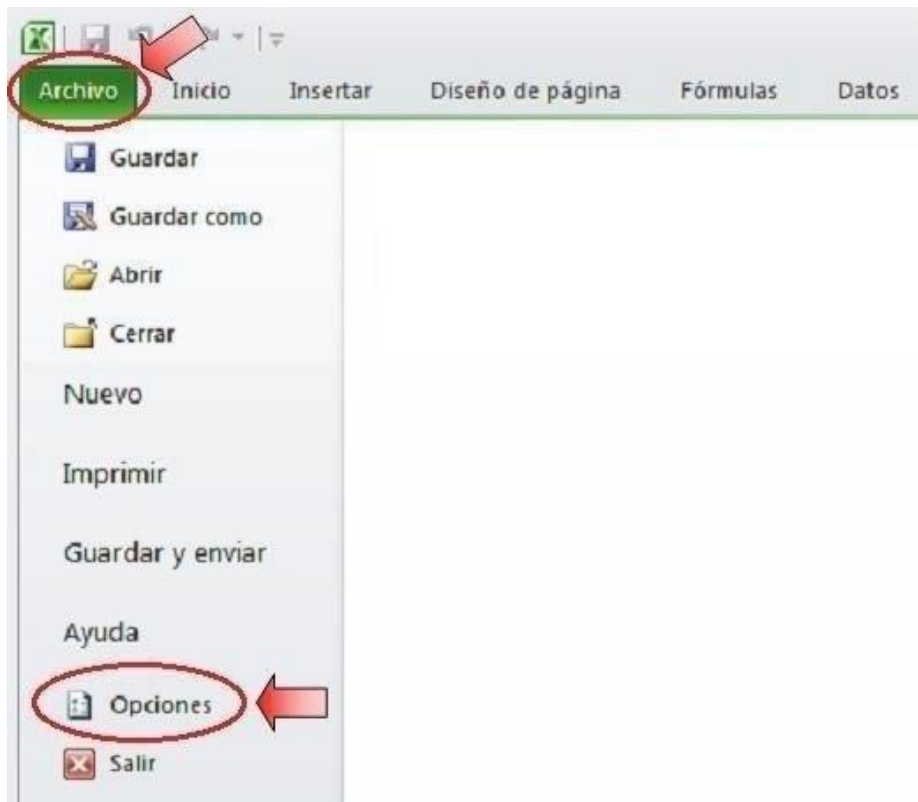 Archivo Inicio Insertar Diseño de página Fórmulas Datos
Guardar
Guardar como
Abrir
Cerrar
Nuevo
Imprimir
Guardar y enviar
Ayuda
Opciones
Salir